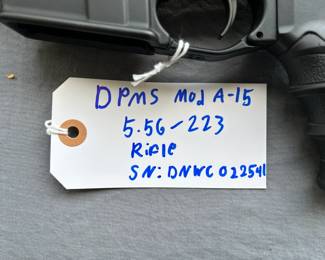 DPMS Mod A-15
5.56-223
Rifle
SN: DNWC022541